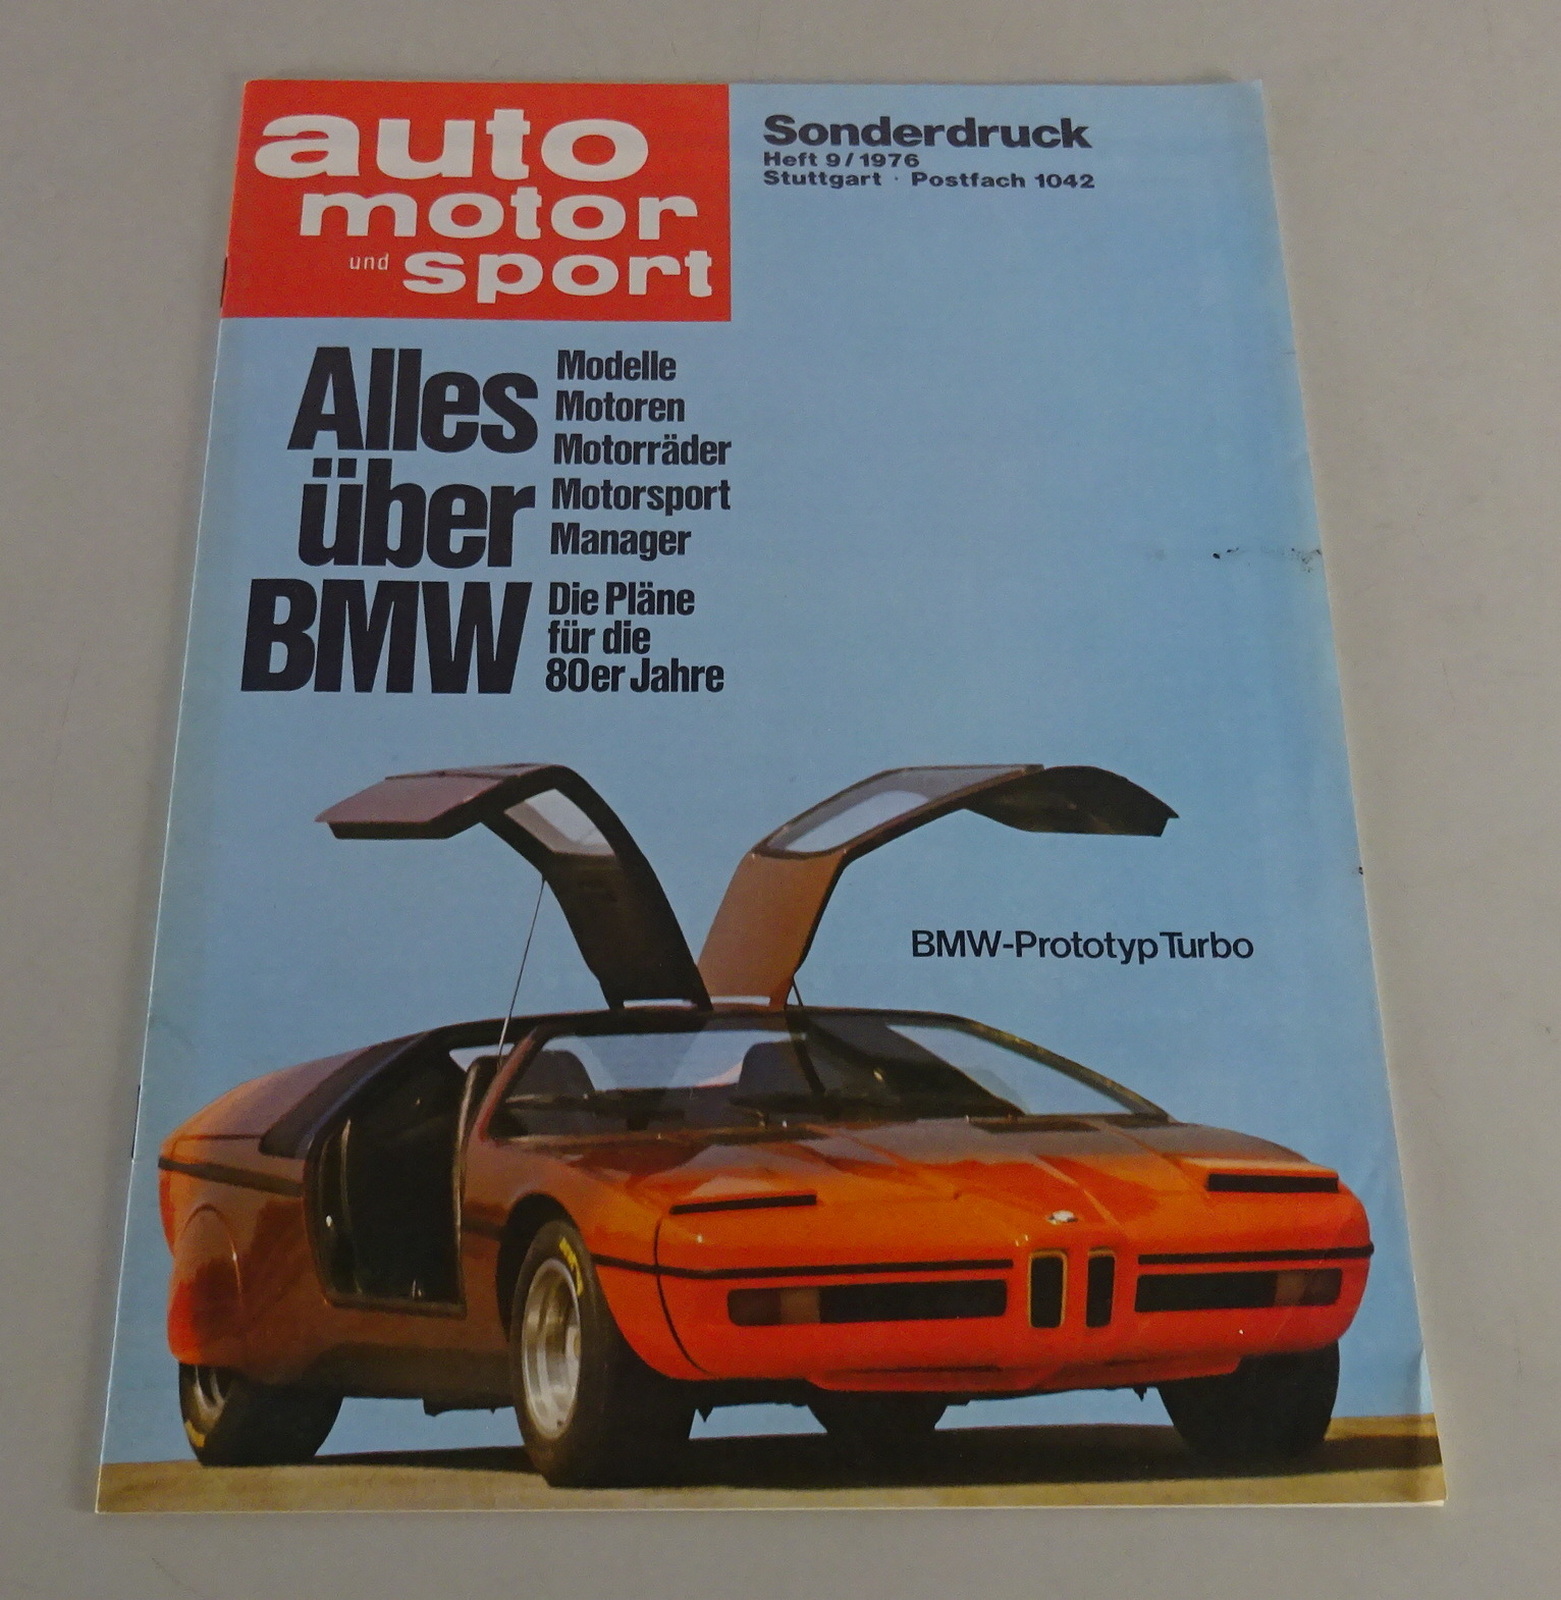 auto
motor
und sport
Sonderdruck
Heft 9/1976
Stuttgart · Postfach 1042
Alles
über
BMW
Modelle
Motoren
Motorräder
Motorsport
Manager
Die Pläne
für die
80er Jahre
BMW-Prototyp Turbo